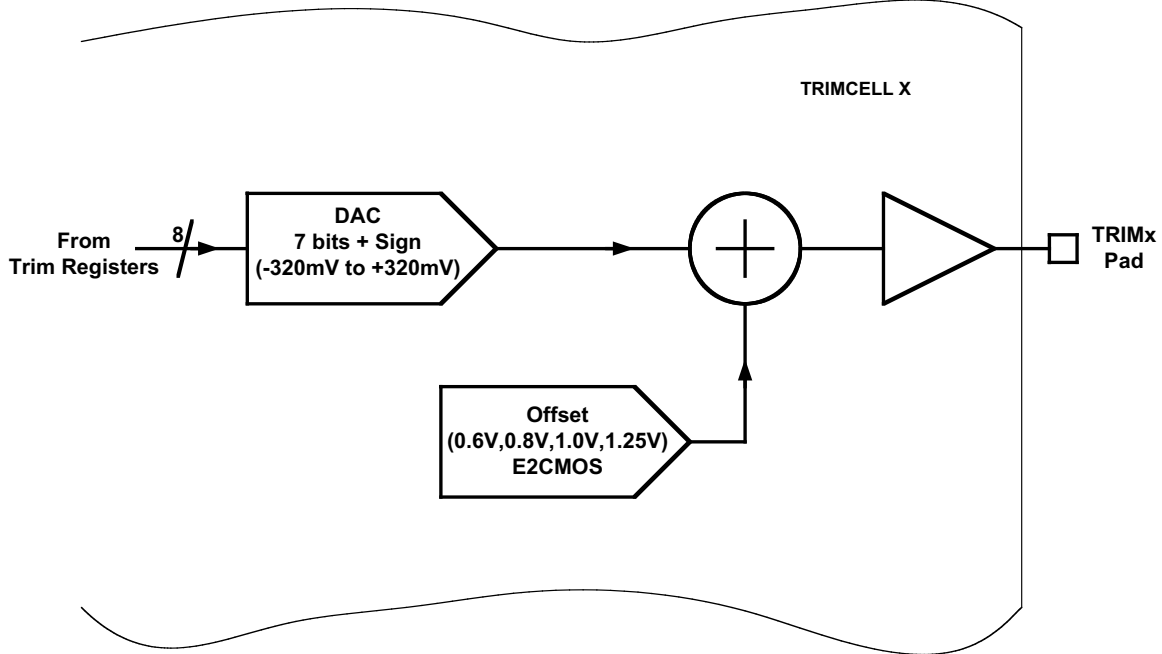 TRIMCELL X
8
From
Trim Registers
DAC
7 bits + Sign
(-320mV to +320mV)
TRIMx
Pad
Offset
(0.6V,0.8V,1.0V,1.25V)
E2CMOS